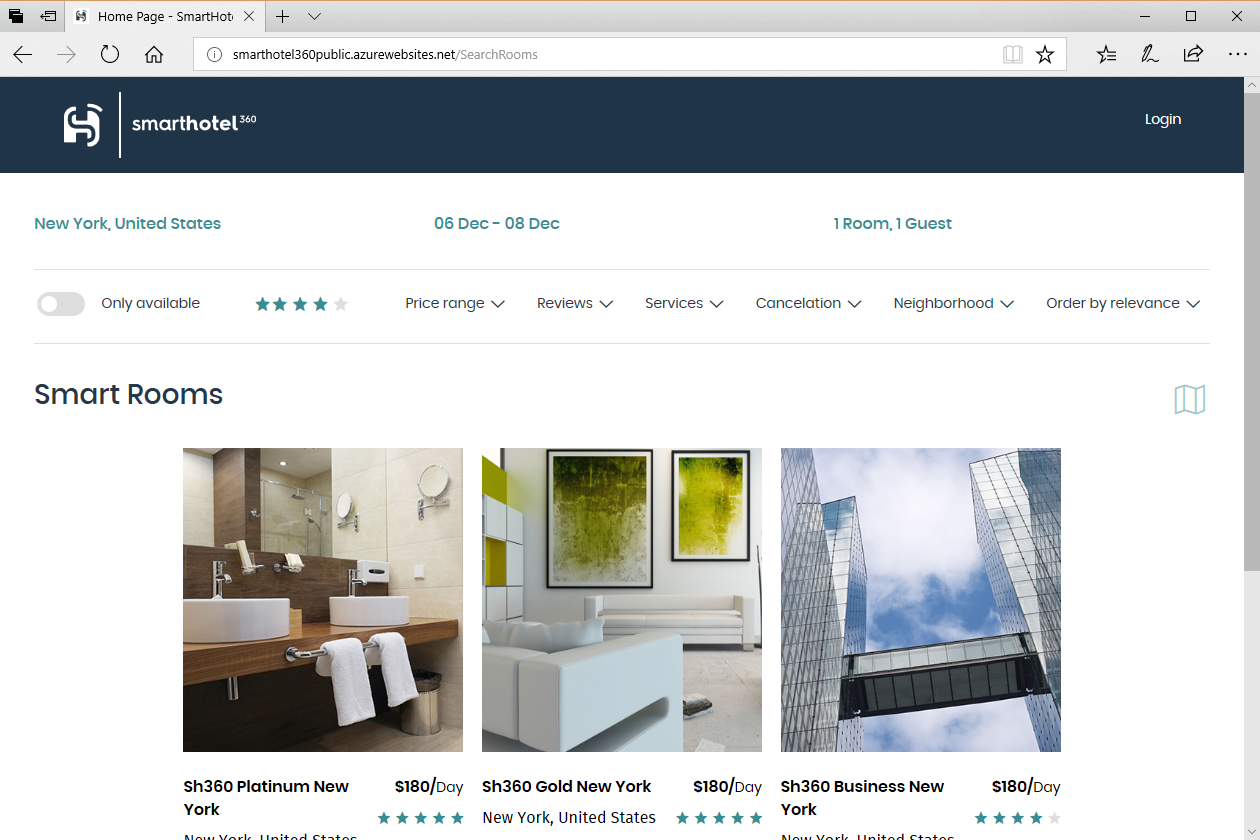 Home Page - SmartHot
smarthotel360public.azurewebsites.net/SearchRooms
smarthotel360
Login
New York, United States
06 Dec - 08 Dec
1 Room, 1 Guest
Only available
Price range
Reviews
Services
Cancelation
Neighborhood
Order by relevance
Smart Rooms
Sh360 Platinum New
York
$180/Day
New York, United States
Sh360 Gold New York
$180/Day
New York, United States
Sh360 Business New
York
$180/Day
New York, United States